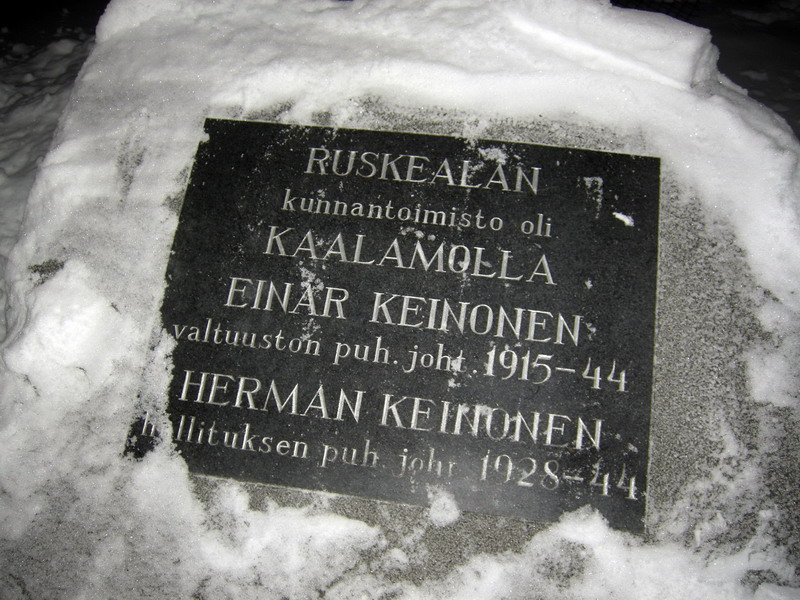 RUSKEALAN
kunnantoimisto oli
KAALAMOLLA
EINAR KEINONEN
valtuuston puh. joht. 1915-44
HERMAN KEINONEN
hallituksen puh. joht. 1928-44